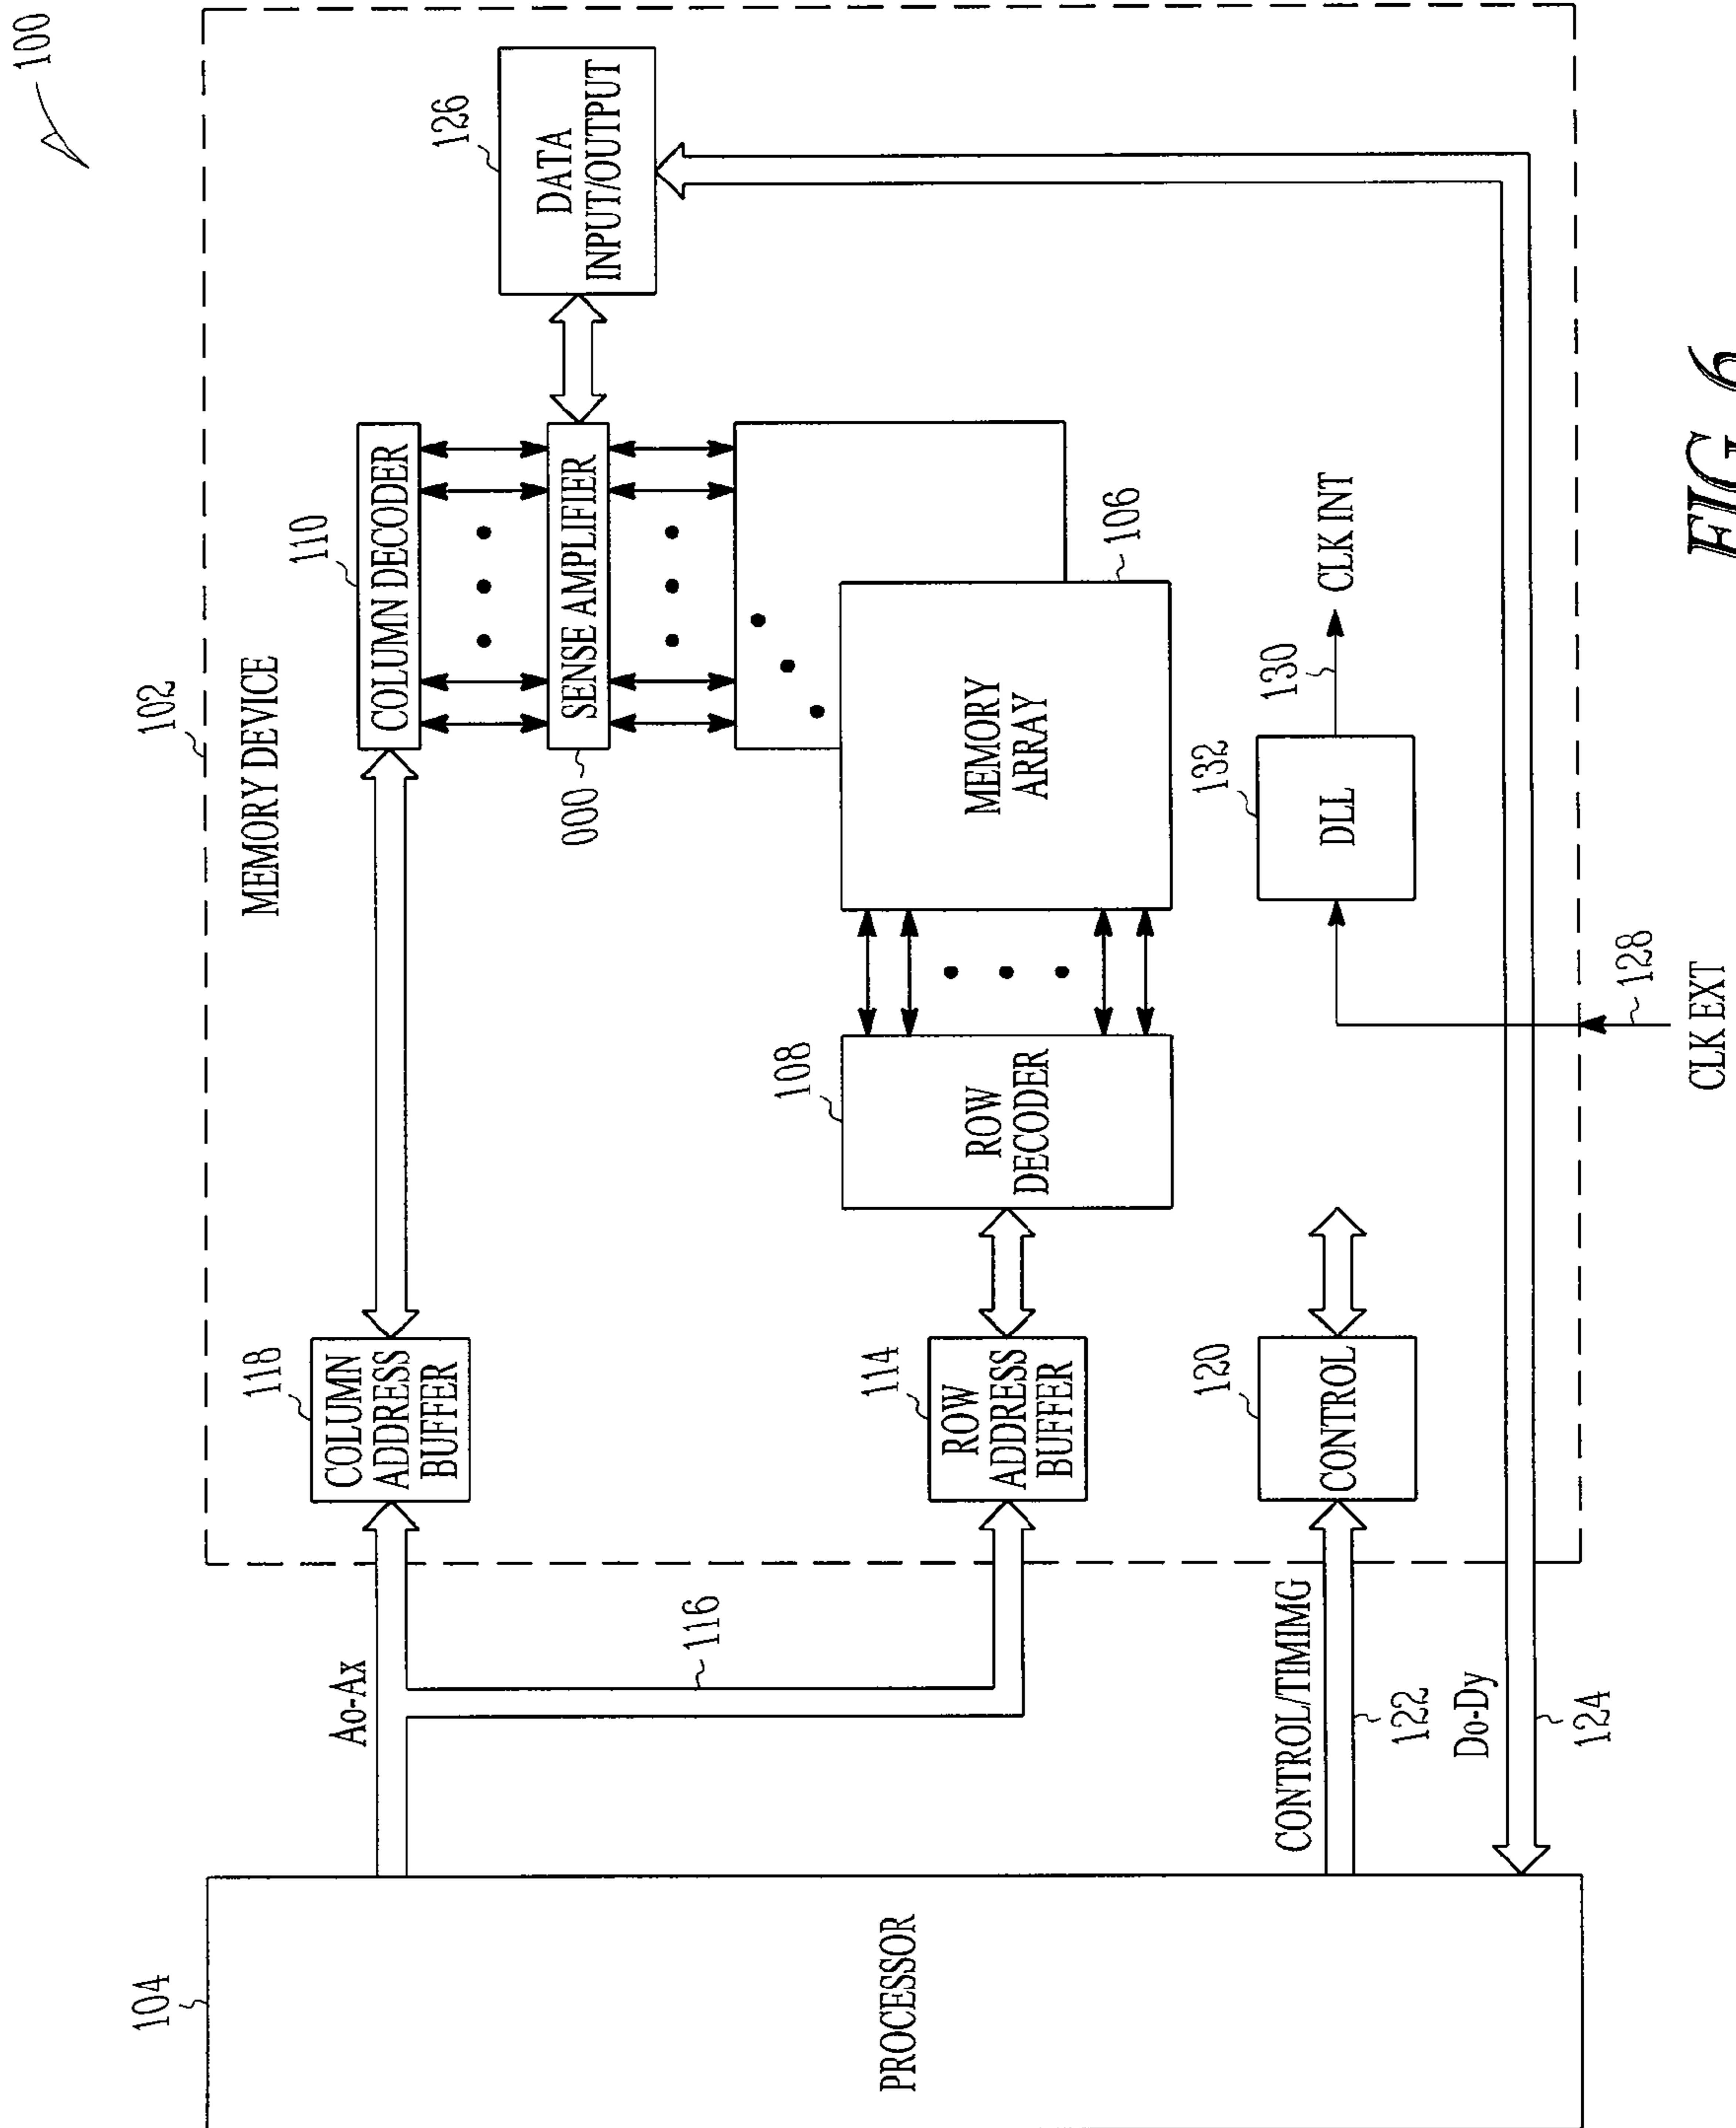 100
102
MEMORY DEVICE
104
PROCESSOR
Ao-Ax
116
118
COLUMN
ADDRESS
BUFFER
110
COLUMN DECODER
000
SENSE AMPLIFIER
126
DATA
INPUT/OUTPUT
114
ROW
ADDRESS
BUFFER
108
ROW
DECODER
MEMORY
ARRAY
106
CONTROL/TIMIMG
122
120
CONTROL
132
DLL
130
CLK INT
Do-Dy
124
128
CLK EXT
FIG. 6